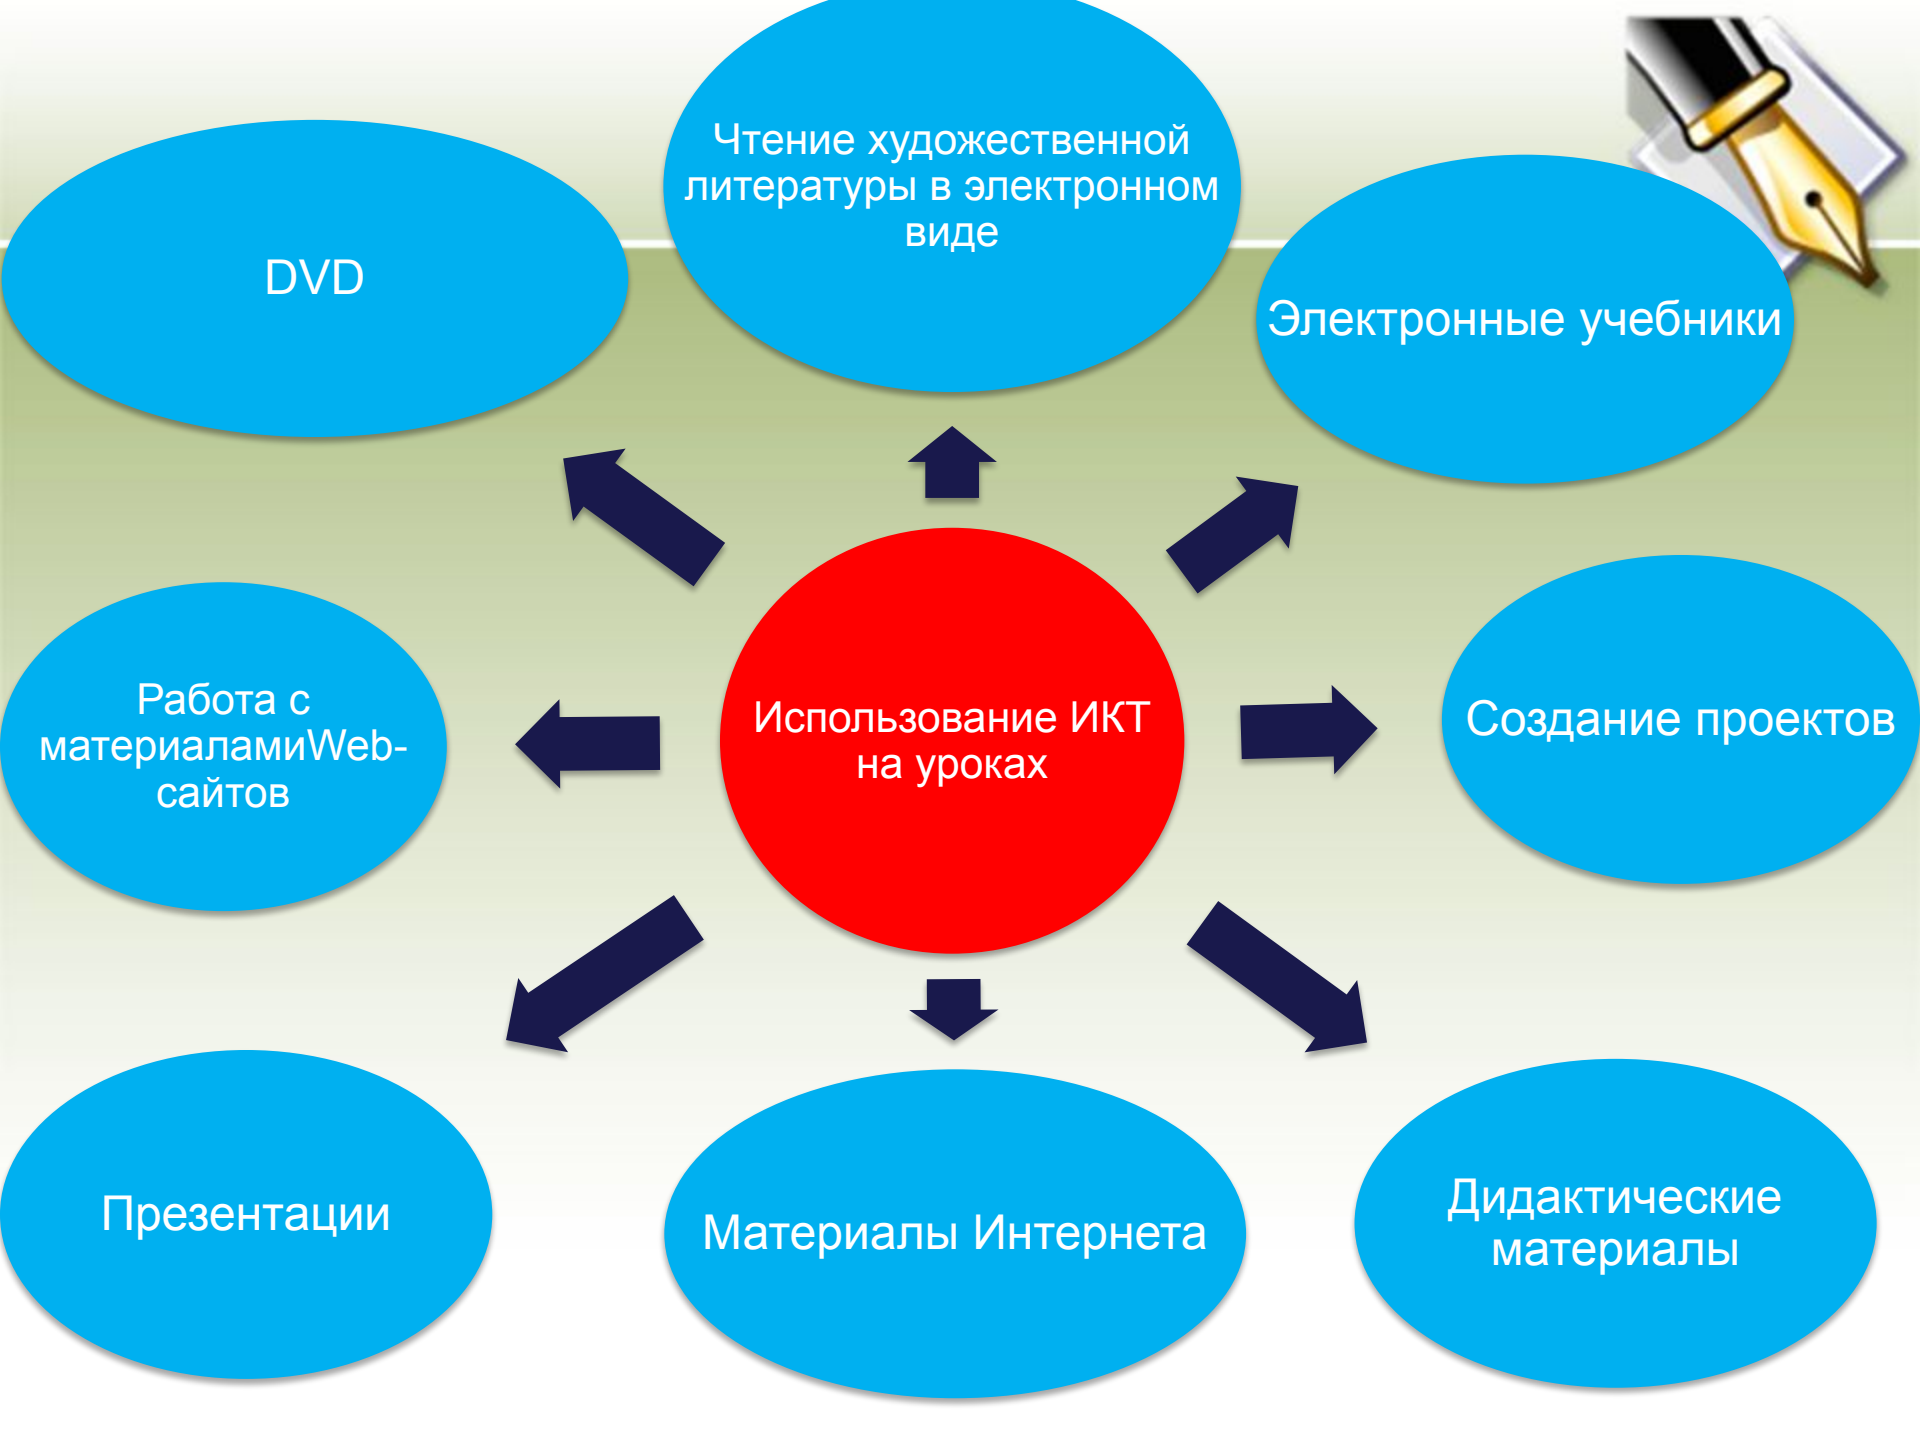 Чтение художественной
литературы в электронном
виде
DVD
Электронные учебники
Работа с
материаламиWeb-
сайтов
Использование ИКТ
на уроках
Создание проектов
Презентации
Материалы Интернета
Дидактические
материалы